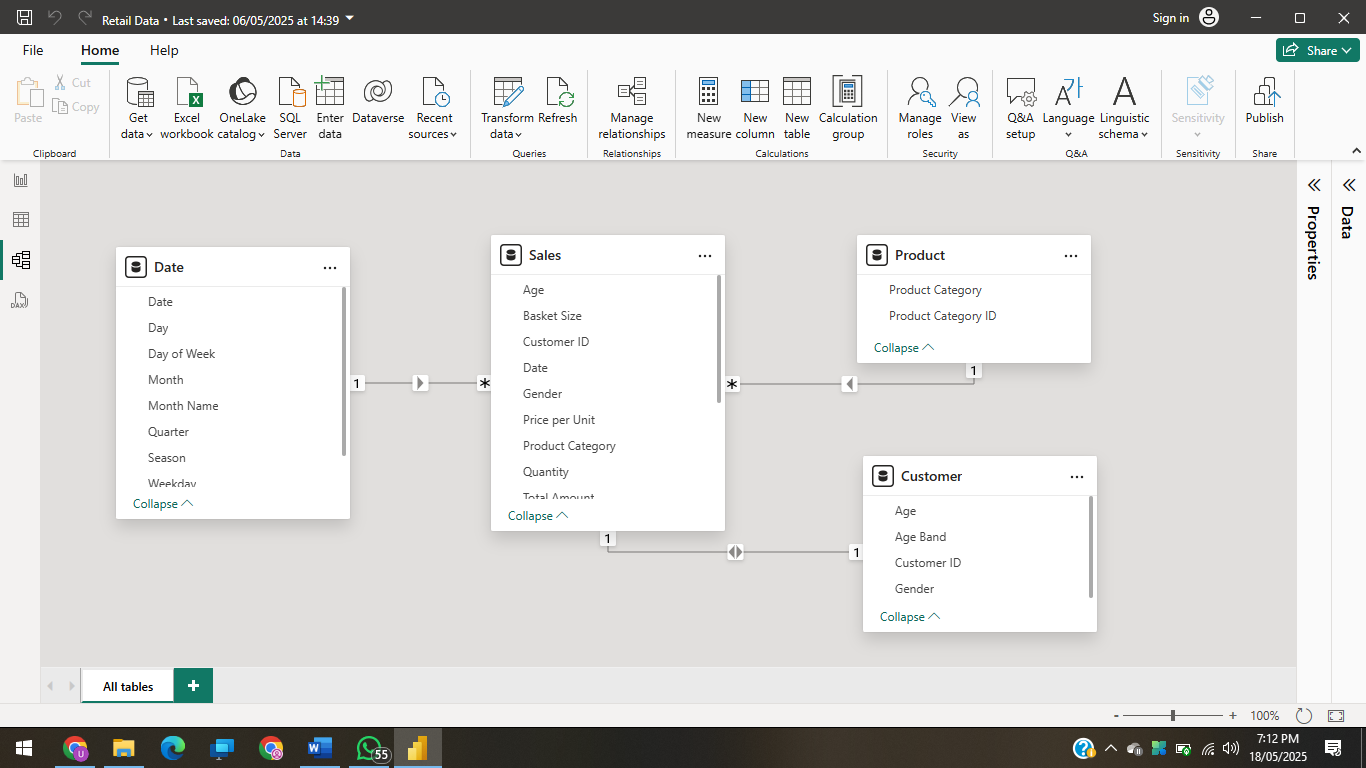 Retail Data • Last saved: 06/05/2025 at 14:39
Sign in
File
Home
Help
Share
Paste
Cut
Copy
Clipboard
Get data
Excel workbook
OneLake catalog
SQL Server
Enter data
Dataverse
Recent sources
Data
Transform data
Refresh
Queries
Manage relationships
Relationships
New measure
New column
New table
Calculation group
Calculations
Manage roles
View as
Security
Q&A setup
Language
Linguistic schema
Q&A
Sensitivity
Sensitivity
Publish
Share
DAX
Date
Date
Day
Day of Week
Month
Month Name
Quarter
Season
Weekday
Collapse
1
*
Sales
Age
Basket Size
Customer ID
Date
Gender
Price per Unit
Product Category
Quantity
Total Amount
Collapse
*
1
1
1
Product
Product Category
Product Category ID
Collapse
Customer
Age
Age Band
Customer ID
Gender
Collapse
Properties
Data
All tables
+
- + 100%
55
7:12 PM
18/05/2025